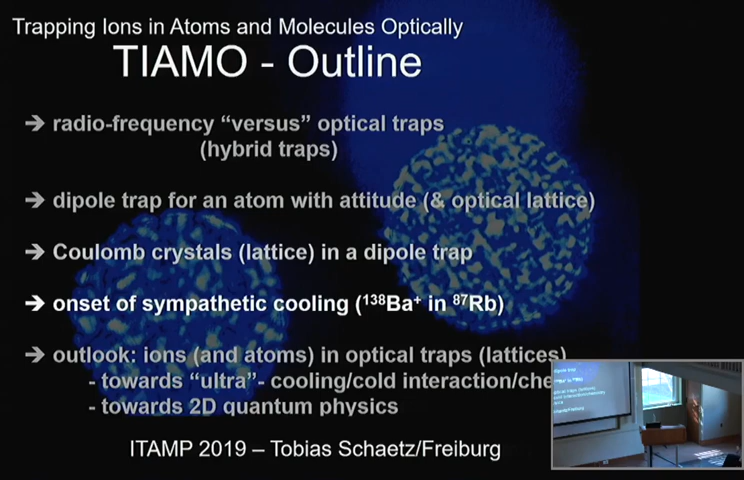 Trapping Ions in Atoms and Molecules Optically
TIAMO - Outline
➔ radio-frequency “versus” optical traps
(hybrid traps)
➔ dipole trap for an atom with attitude (& optical lattice)
➔ Coulomb crystals (lattice) in a dipole trap
➔ onset of sympathetic cooling (¹³⁸Ba⁺ in ⁸⁷Rb)
➔ outlook: ions (and atoms) in optical traps (lattices)
- towards “ultra”- cooling/cold interaction/che
- towards 2D quantum physics
ITAMP 2019 – Tobias Schaetz/Freiburg